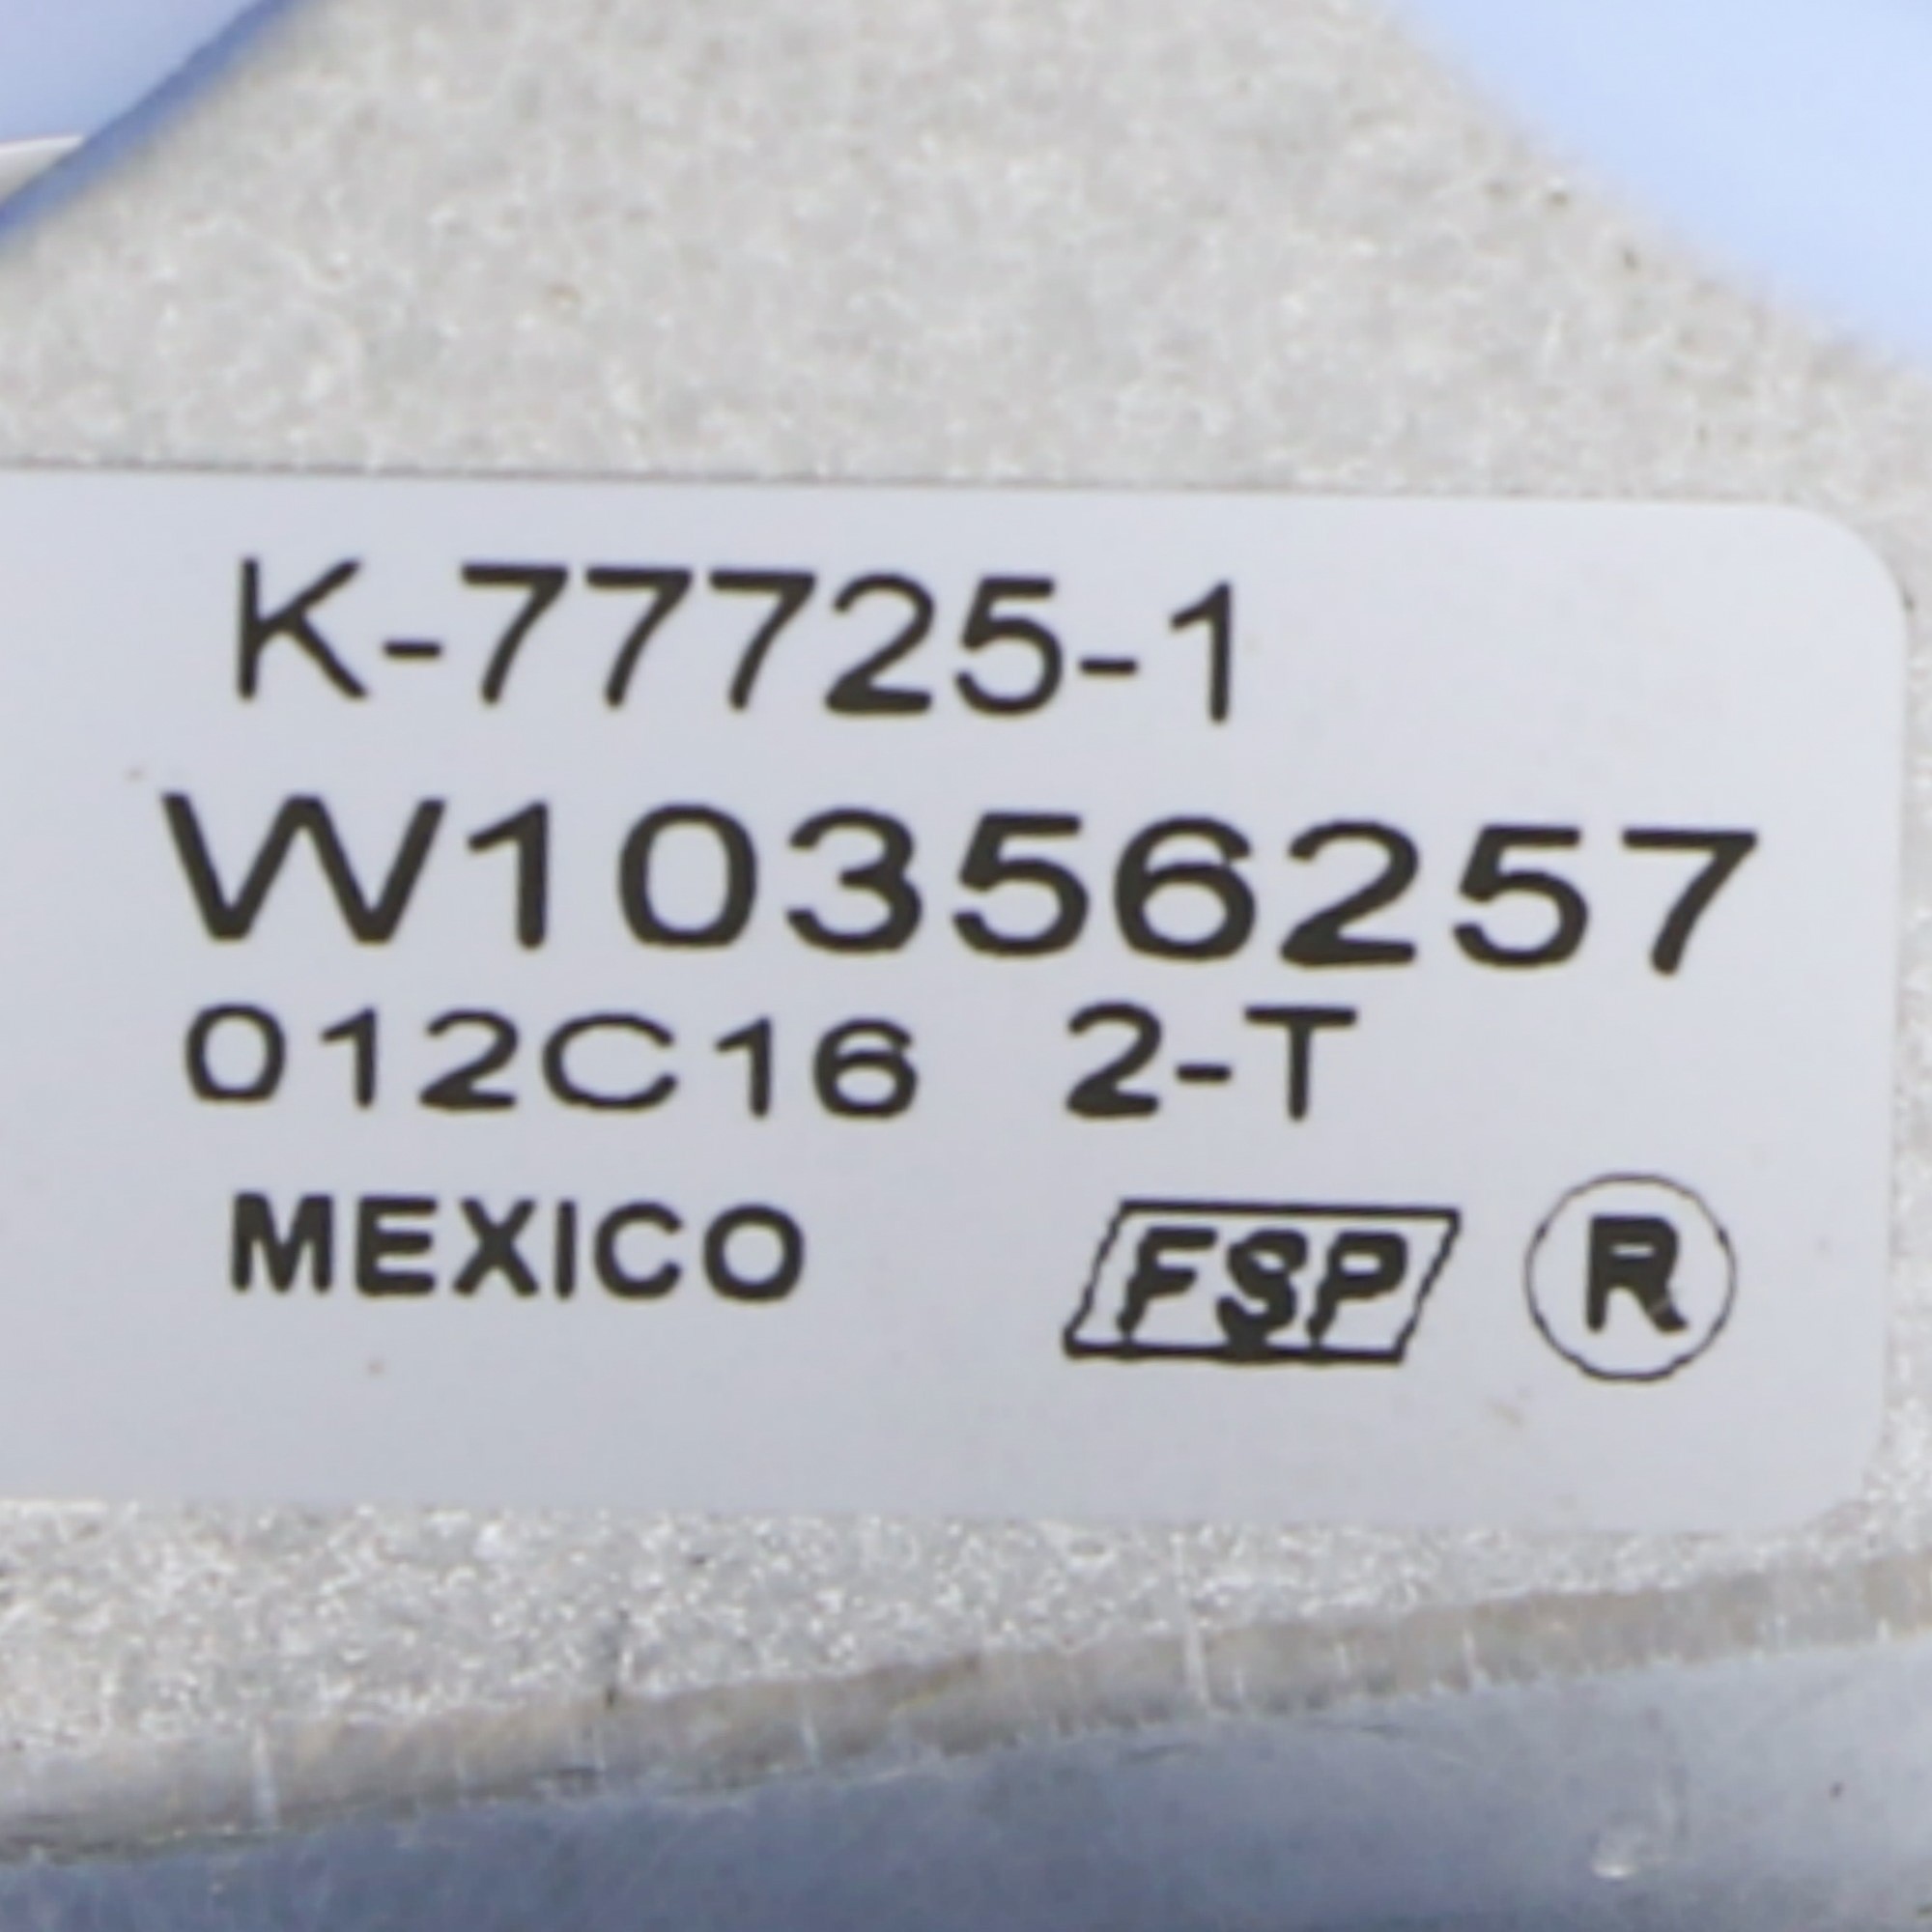 K-77725-1
W10356257
012C16 2-T
MEXICO FSP R